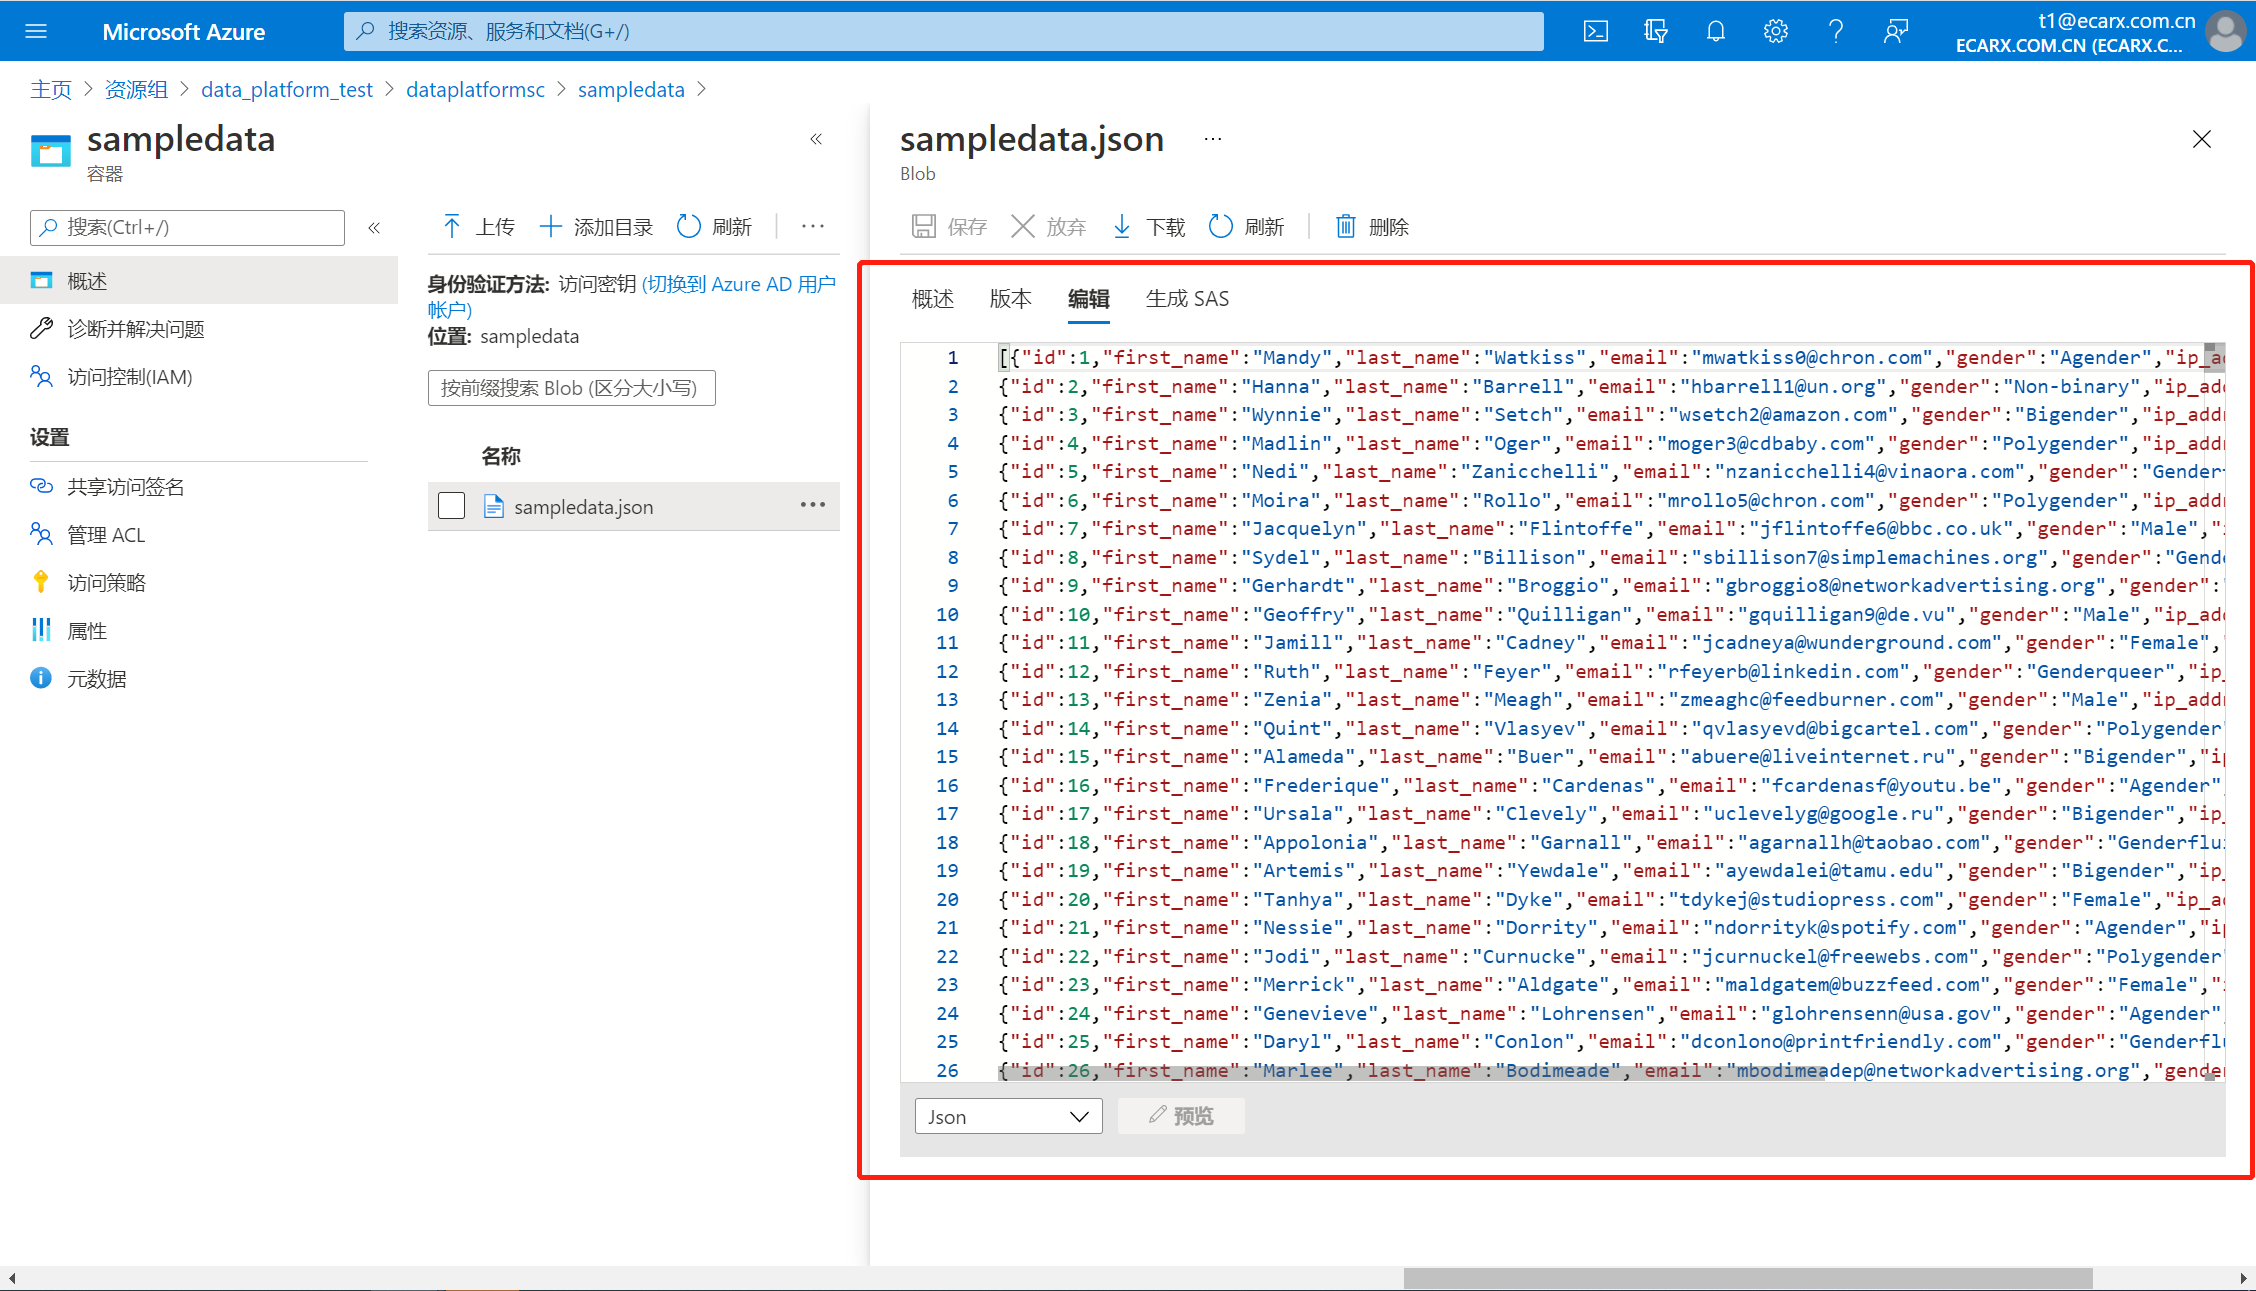 Microsoft Azure
搜索资源、服务和文档(G+/)
t1@ecarx.com.cn
ECARX.COM.CN (ECARX.C...
主页 > 资源组 > data_platform_test > dataplatformsc > sampledata >
sampledata
容器
搜索(Ctrl+/)
概述
诊断并解决问题
访问控制(IAM)
设置
共享访问签名
管理 ACL
访问策略
属性
元数据
上传 添加目录 刷新 ...
身份验证方法: 访问密钥 (切换到 Azure AD 用户
帐户)
位置: sampledata
按前缀搜索 Blob (区分大小写)
名称
sampledata.json ...
sampledata.json ...
Blob
保存 放弃 下载 刷新 删除
概述 版本 编辑 生成 SAS
1 [{"id":1,"first_name":"Mandy","last_name":"Watkiss","email":"mwatkiss0@chron.com","gender":"Agender","ip_a
2 {"id":2,"first_name":"Hanna","last_name":"Barrell","email":"hbarrell1@un.org","gender":"Non-binary","ip_add
3 {"id":3,"first_name":"Wynnie","last_name":"Setch","email":"wsetch2@amazon.com","gender":"Bigender","ip_addr
4 {"id":4,"first_name":"Madlin","last_name":"Oger","email":"moger3@cdbaby.com","gender":"Polygender","ip_addr
5 {"id":5,"first_name":"Nedi","last_name":"Zanicchelli","email":"nzanicchelli4@vinaora.com","gender":"Gender
6 {"id":6,"first_name":"Moira","last_name":"Rollo","email":"mrollo5@chron.com","gender":"Polygender","ip_addr
7 {"id":7,"first_name":"Jacquelyn","last_name":"Flintoffe","email":"jflintoffe6@bbc.co.uk","gender":"Male","
8 {"id":8,"first_name":"Sydel","last_name":"Billison","email":"sbillison7@simplemachines.org","gender":"Gend
9 {"id":9,"first_name":"Gerhardt","last_name":"Broggio","email":"gbroggio8@networkadvertising.org","gender":"
10 {"id":10,"first_name":"Geoffry","last_name":"Quilligan","email":"gquilligan9@de.vu","gender":"Male","ip_add
11 {"id":11,"first_name":"Jamill","last_name":"Cadney","email":"jcadneya@wunderground.com","gender":"Female","
12 {"id":12,"first_name":"Ruth","last_name":"Feyer","email":"rfeyerb@linkedin.com","gender":"Genderqueer","ip_
13 {"id":13,"first_name":"Zenia","last_name":"Meagh","email":"zmeaghc@feedburner.com","gender":"Male","ip_addr
14 {"id":14,"first_name":"Quint","last_name":"Vlasyev","email":"qvlasyevd@bigcartel.com","gender":"Polygender"
15 {"id":15,"first_name":"Alameda","last_name":"Buer","email":"abuere@liveinternet.ru","gender":"Bigender","ip
16 {"id":16,"first_name":"Frederique","last_name":"Cardenas","email":"fcardenasf@youtu.be","gender":"Agender",
17 {"id":17,"first_name":"Ursala","last_name":"Clevely","email":"uclevelyg@google.ru","gender":"Bigender","ip_
18 {"id":18,"first_name":"Appolonia","last_name":"Garnall","email":"agarnallh@taobao.com","gender":"Genderflu
19 {"id":19,"first_name":"Artemis","last_name":"Yewdale","email":"ayewdalei@tamu.edu","gender":"Bigender","ip_
20 {"id":20,"first_name":"Tanhya","last_name":"Dyke","email":"tdykej@studiopress.com","gender":"Female","ip_a
21 {"id":21,"first_name":"Nessie","last_name":"Dorrity","email":"ndorrityk@spotify.com","gender":"Agender","ip
22 {"id":22,"first_name":"Jodi","last_name":"Curnucke","email":"jcurnuckel@freewebs.com","gender":"Polygender"
23 {"id":23,"first_name":"Merrick","last_name":"Aldgate","email":"maldgatem@buzzfeed.com","gender":"Female","
24 {"id":24,"first_name":"Genevieve","last_name":"Lohrensen","email":"glohrensenn@usa.gov","gender":"Agender"
25 {"id":25,"first_name":"Daryl","last_name":"Conlon","email":"dconlono@printfriendly.com","gender":"Genderfl
26 {"id":26,"first_name":"Marlee","last_name":"Bodimeade","email":"mbodimeadep@networkadvertising.org","gende
Json 预览